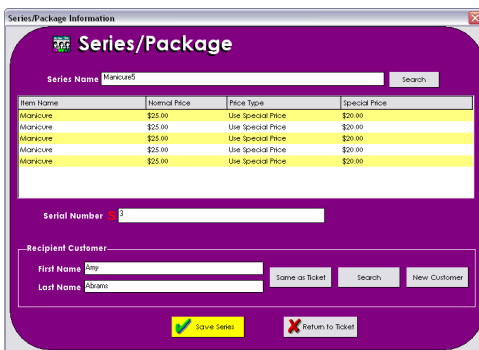 Series/Package Information
Series/Package
Series Name Manicure5 Search
Item Name Normal Price Price Type Special Price
Manicure $25.00 Use Special Price $20.00
Manicure $25.00 Use Special Price $20.00
Manicure $25.00 Use Special Price $20.00
Manicure $25.00 Use Special Price $20.00
Manicure $25.00 Use Special Price $20.00
Serial Number S 3
Recipient Customer
First Name Amy
Last Name Abrams
Same as Ticket Search New Customer
Save Series Return to Ticket